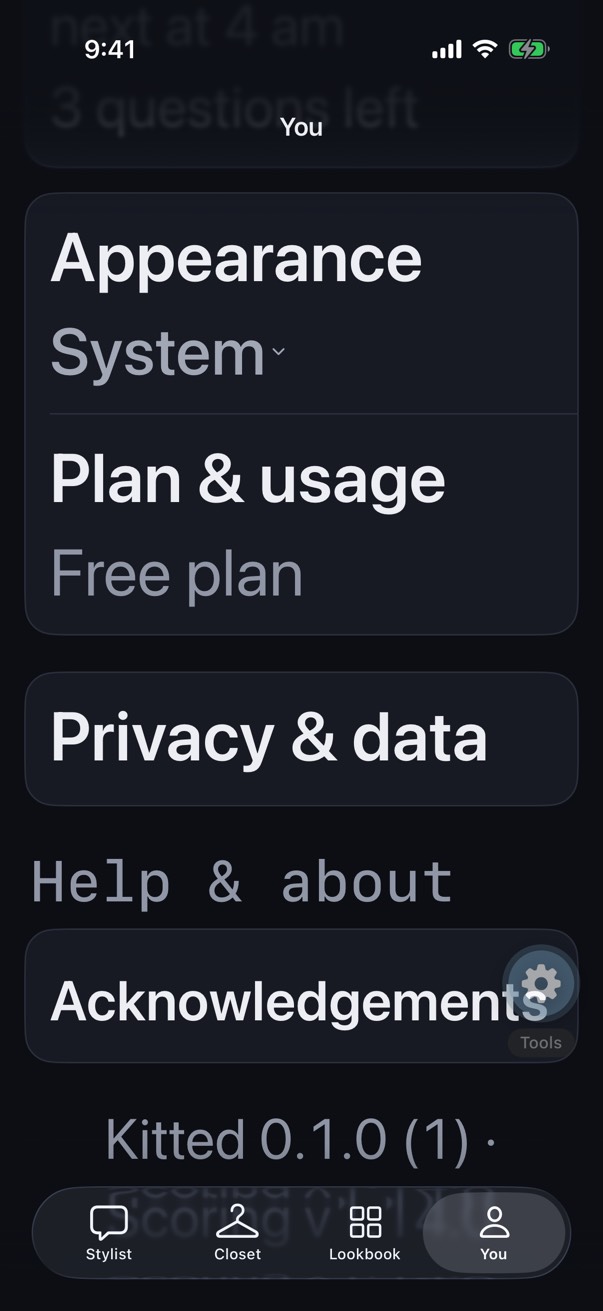 next at 4 am
9:41
3 questions left
You
Appearance
System
Plan & usage
Free plan
Privacy & data
Help & about
Acknowledgements
Tools
Kitted 0.1.0 (1) ·
Scoring
Stylist
Closet
Lookbook
You